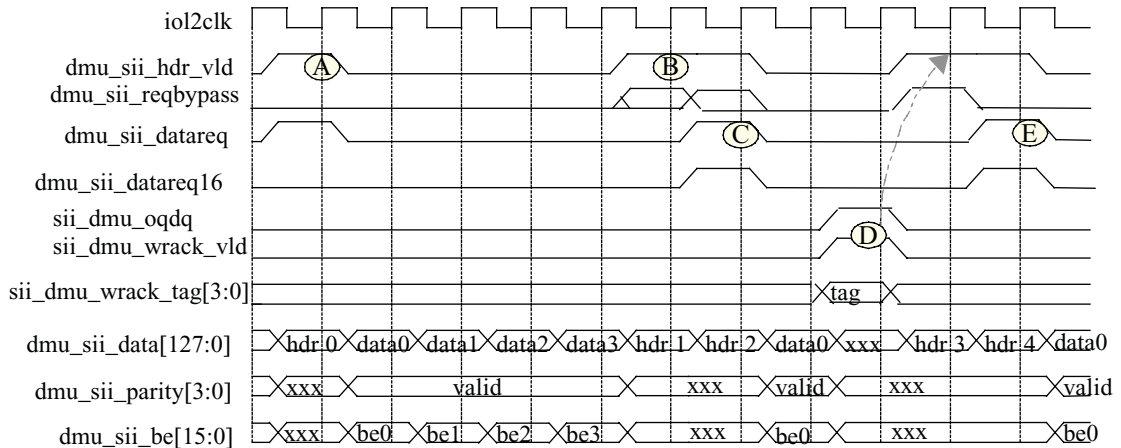 iol2clk
dmu_sii_hdr_vld A B
dmu_sii_reqbypass
dmu_sii_datareq C E
dmu_sii_datareq16
sii_dmu_oqdq
sii_dmu_wrack_vld D
sii_dmu_wrack_tag[3:0] tag
dmu_sii_data[127:0] hdr 0 data0 data1 data2 data3 hdr 1 hdr 2 data0 xxx hdr 3 hdr 4 data0
dmu_sii_parity[3:0] xxx valid xxx valid xxx valid
dmu_sii_be[15:0] xxx be0 be1 be2 be3 xxx be0 xxx be0